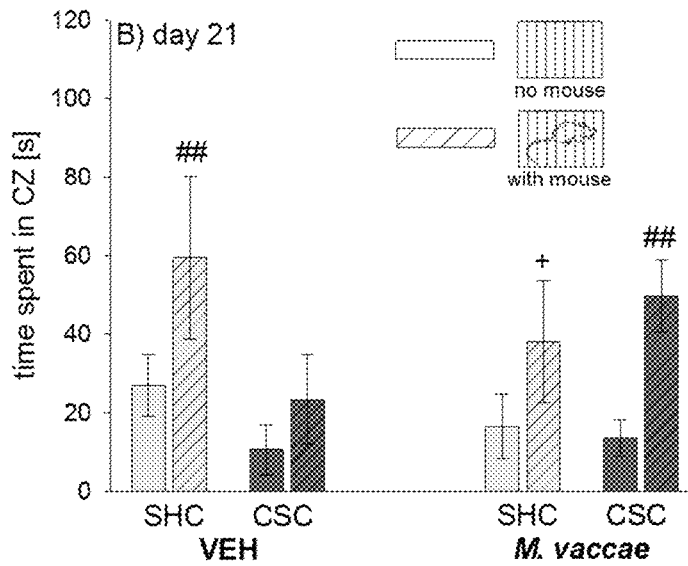 B) day 21
no mouse
with mouse
time spent in CZ [s]
120
100
80
60
40
20
0
##
+
##
SHC CSC SHC CSC
VEH M. vaccae